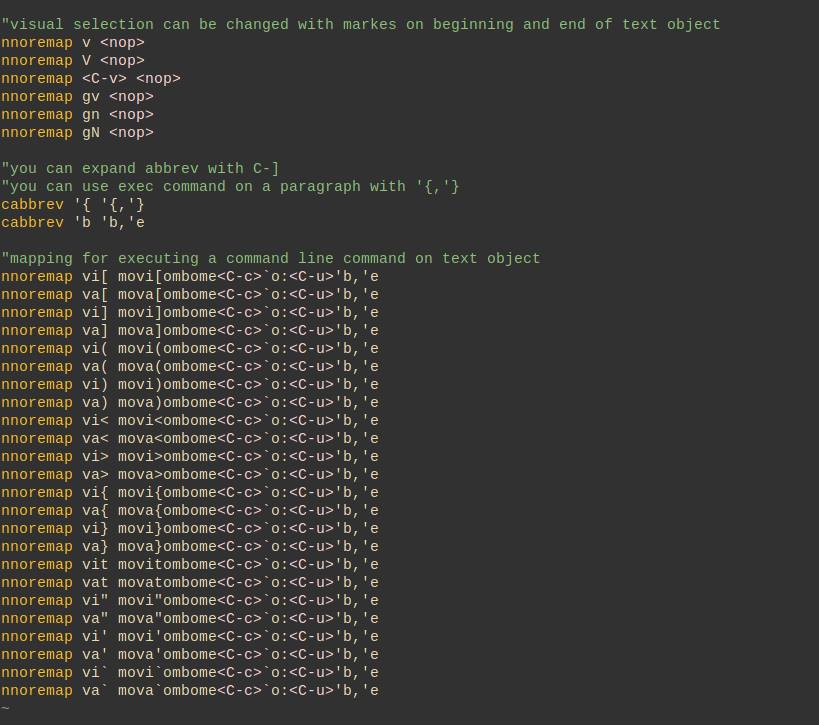 "visual selection can be changed with markes on beginning and end of text object
nnoremap v <nop>
nnoremap V <nop>
nnoremap <C-v> <nop>
nnoremap gv <nop>
nnoremap gn <nop>
nnoremap gN <nop>
"you can expand abbrev with C-]
"you can use exec command on a paragraph with '{,'}
cabbrev '{ '{,'}
cabbrev 'b 'b,'e
"mapping for executing a command line command on text object
nnoremap vi[ movi[ombome<C-c>`o:<C-u>'b,'e
nnoremap va[ mova[ombome<C-c>`o:<C-u>'b,'e
nnoremap vi] movi]ombome<C-c>`o:<C-u>'b,'e
nnoremap va] mova]ombome<C-c>`o:<C-u>'b,'e
nnoremap vi( movi(ombome<C-c>`o:<C-u>'b,'e
nnoremap va( mova(ombome<C-c>`o:<C-u>'b,'e
nnoremap vi) movi)ombome<C-c>`o:<C-u>'b,'e
nnoremap va) mova)ombome<C-c>`o:<C-u>'b,'e
nnoremap vi< movi<ombome<C-c>`o:<C-u>'b,'e
nnoremap va< mova<ombome<C-c>`o:<C-u>'b,'e
nnoremap vi> movi>ombome<C-c>`o:<C-u>'b,'e
nnoremap va> mova>ombome<C-c>`o:<C-u>'b,'e
nnoremap vi{ movi{ombome<C-c>`o:<C-u>'b,'e
nnoremap va{ mova{ombome<C-c>`o:<C-u>'b,'e
nnoremap vi} movi}ombome<C-c>`o:<C-u>'b,'e
nnoremap va} mova}ombome<C-c>`o:<C-u>'b,'e
nnoremap vit movitombome<C-c>`o:<C-u>'b,'e
nnoremap vat movatombome<C-c>`o:<C-u>'b,'e
nnoremap vi" movi"ombome<C-c>`o:<C-u>'b,'e
nnoremap va" mova"ombome<C-c>`o:<C-u>'b,'e
nnoremap vi' movi'ombome<C-c>`o:<C-u>'b,'e
nnoremap va' mova'ombome<C-c>`o:<C-u>'b,'e
nnoremap vi` movi`ombome<C-c>`o:<C-u>'b,'e
nnoremap va` mova`ombome<C-c>`o:<C-u>'b,'e
~